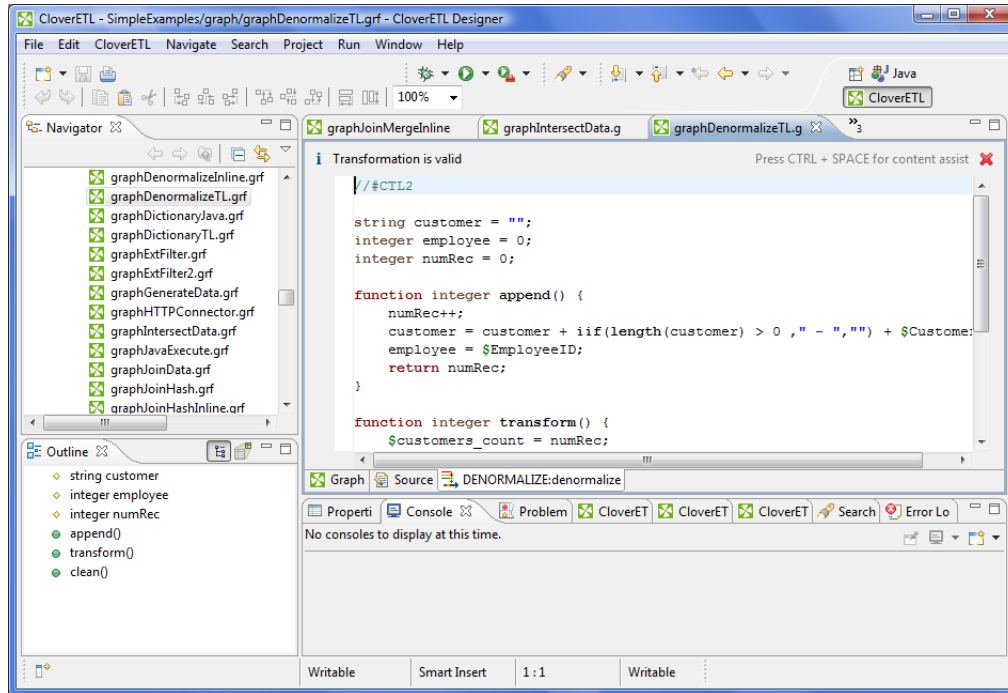 CloverETL - SimpleExamples/graph/graphDenormalizeTL.grf - CloverETL Designer
File Edit CloverETL Navigate Search Project Run Window Help
Java
100%
CloverETL
Navigator
graphDenormalizeInline.grf
graphDenormalizeTL.grf
graphDictionaryJava.grf
graphDictionaryTL.grf
graphExtFilter.grf
graphExtFilter2.grf
graphGenerateData.grf
graphHTTPConnector.grf
graphIntersectData.grf
graphJavaExecute.grf
graphJoinData.grf
graphJoinHash.grf
graphJoinHashInline.grf
Outline
string customer
integer employee
integer numRec
append()
transform()
clean()
graphJoinMergeInline graphIntersectData.g graphDenormalizeTL.g »3
i Transformation is valid Press CTRL + SPACE for content assist
//#CTL2
string customer = "";
integer employee = 0;
integer numRec = 0;
function integer append() {
numRec++;
customer = customer + iif(length(customer) > 0 ," - ","") + $Custome
employee = $EmployeeID;
return numRec;
}
function integer transform() {
$customers_count = numRec;
Graph Source DENORMALIZE:denormalize
Properti Console Problem CloverET CloverET CloverET Search Error Lo
No consoles to display at this time.
Writable Smart Insert 1 : 1 Writable